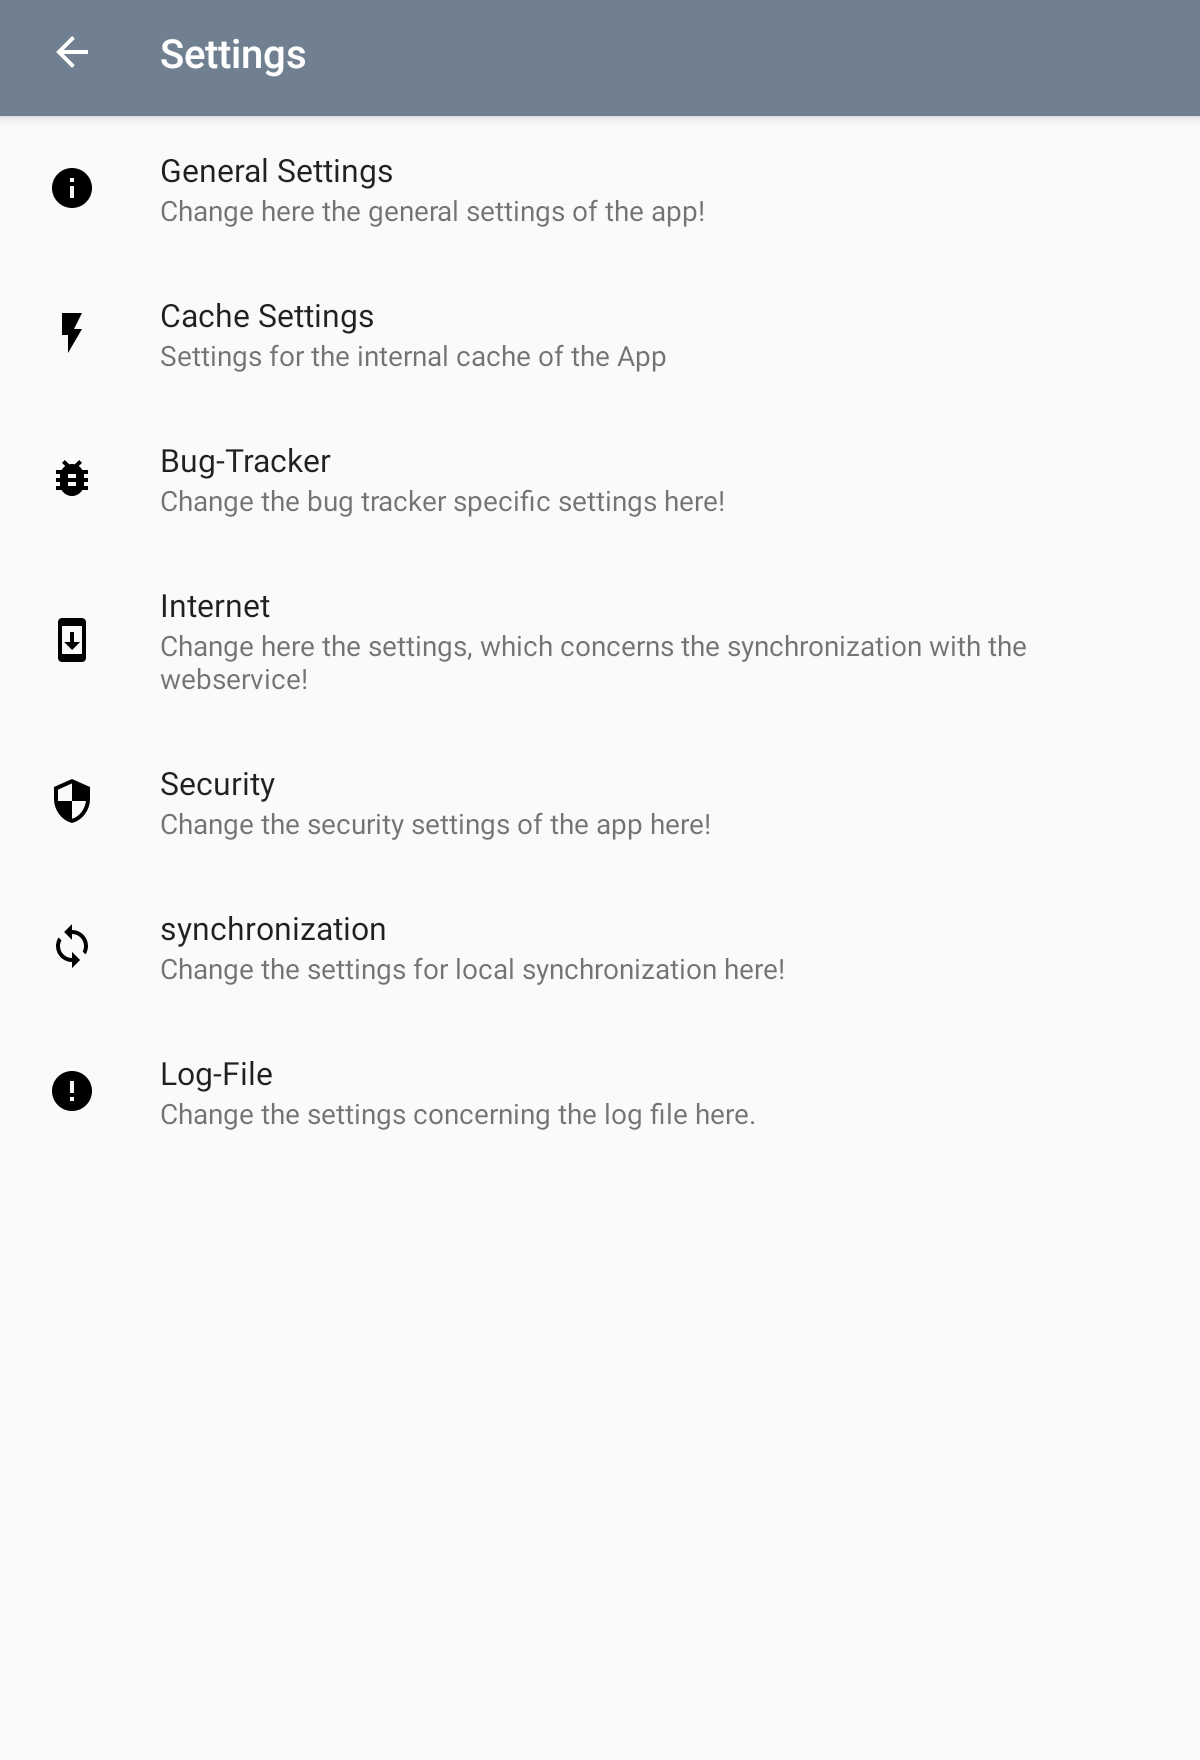 Settings
General Settings
Change here the general settings of the app!
Cache Settings
Settings for the internal cache of the App
Bug-Tracker
Change the bug tracker specific settings here!
Internet
Change here the settings, which concerns the synchronization with the
webservice!
Security
Change the security settings of the app here!
synchronization
Change the settings for local synchronization here!
Log-File
Change the settings concerning the log file here.